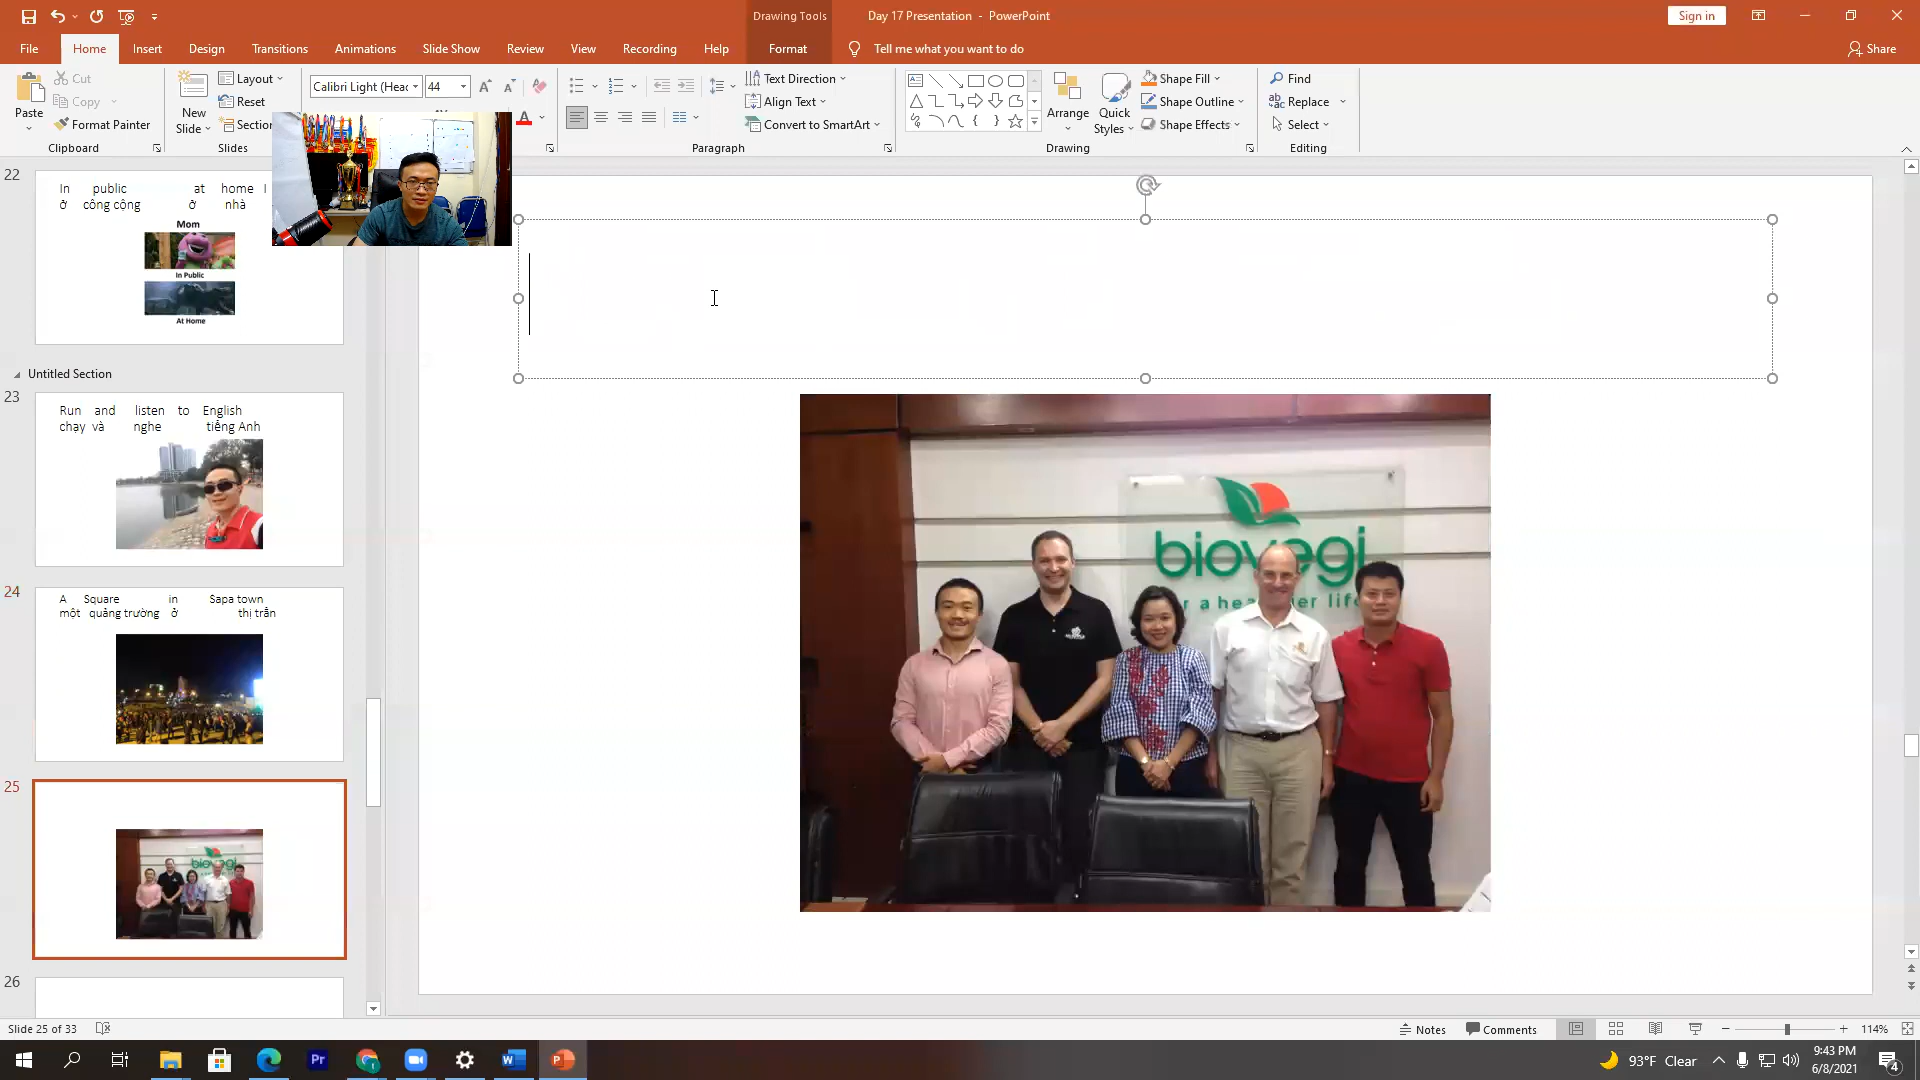 Drawing Tools
Day 17 Presentation - PowerPoint
Sign in
File
Home
Insert
Design
Transitions
Animations
Slide Show
Review
View
Recording
Help
Format
Tell me what you want to do
Share
Paste
Cut
Copy
Format Painter
Clipboard
New
Slide
Layout
Reset
Section
Slides
Calibri Light (Head
44
A
Text Direction
Align Text
Convert to SmartArt
Paragraph
Arrange
Quick
Styles
Shape Fill
Shape Outline
Shape Effects
Drawing
Find
Replace
Select
Editing
22
In public at home I
ở công cộng ở nhà
Mom
In Public
At Home
Untitled Section
23
Run and listen to English
chạy và nghe tiếng Anh
24
A Square in Sapa town
một quảng trường ở thị trấn
25
biovegi
26
biovegi
r a healthier life
Slide 25 of 33
Notes
Comments
114%
Pr
W
P
93°F Clear
9:43 PM
6/8/2021
4